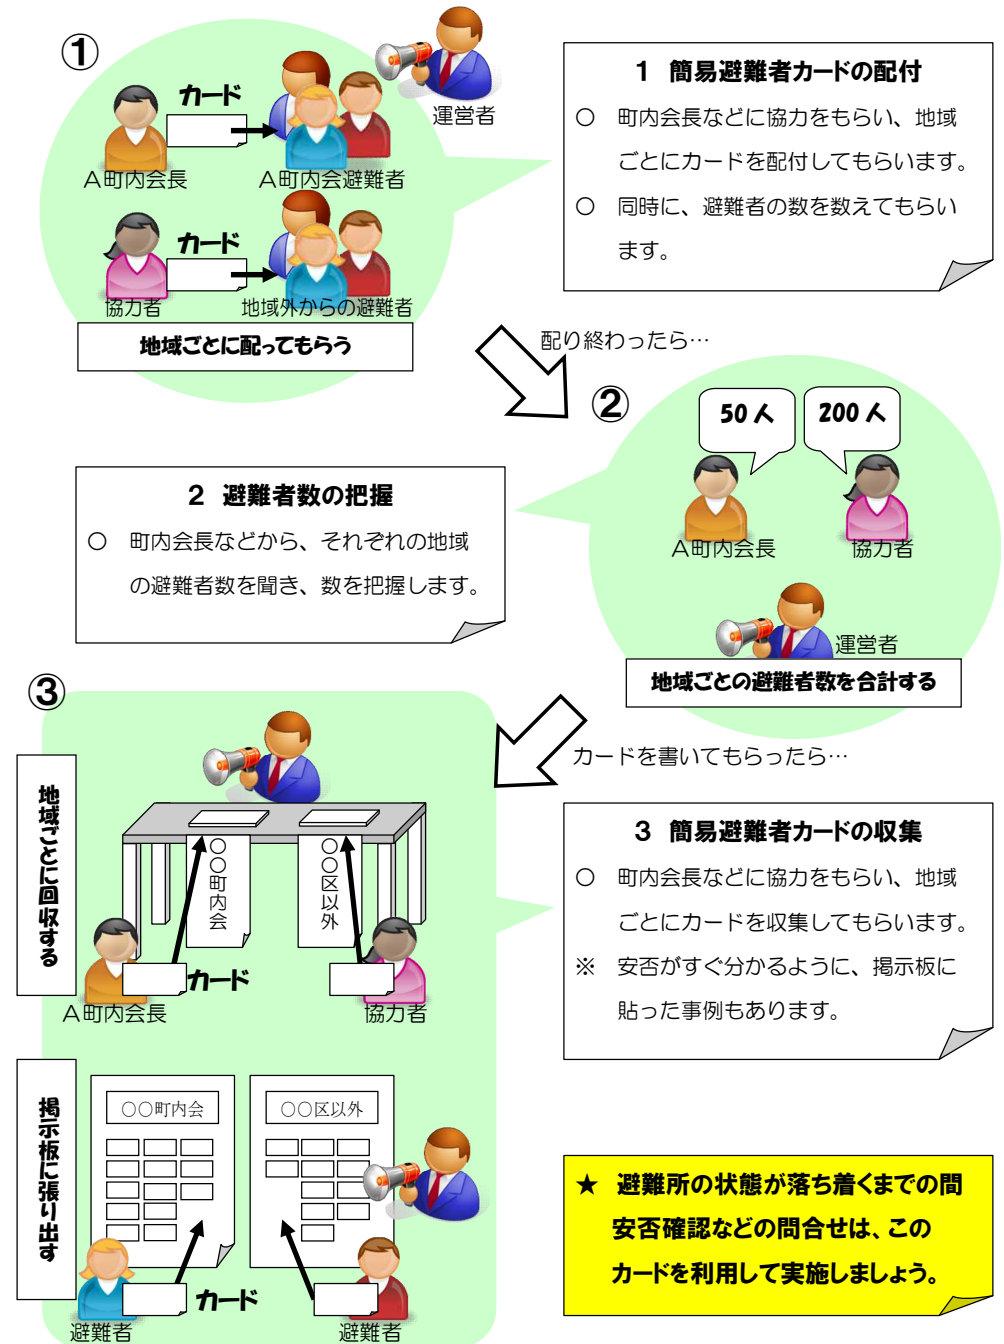 ①
カード
運営者
A町内会長
A町内会避難者
カード
協力者
地域外からの避難者
地域ごとに配ってもらう
1 簡易避難者カードの配付
○ 町内会長などに協力をもらい、地域
ごとにカードを配付してもらいます。
○ 同時に、避難者の数を数えてもらい
ます。
配り終わったら…
②
50人
200人
A町内会長
協力者
運営者
地域ごとの避難者数を合計する
2 避難者数の把握
○ 町内会長などから、それぞれの地域
の避難者数を聞き、数を把握します。
③
カードを書いてもらったら…
地域ごとに回収する
○○町内会
○○区以外
カード
A町内会長
協力者
3 簡易避難者カードの収集
○ 町内会長などに協力をもらい、地域
ごとにカードを収集してもらいます。
※ 安否がすぐ分かるように、掲示板に
貼った事例もあります。
掲示板に張り出す
○○町内会
○○区以外
カード
避難者
避難者
★ 避難所の状態が落ち着くまでの間
安否確認などの問合せは、この
カードを利用して実施しましょう。